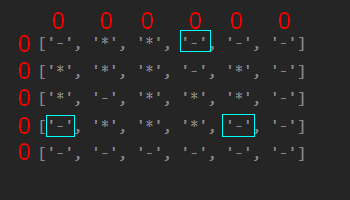 0 0 0 0 0 0
0 ['-', '*', '*', '-', '-', '-']
0 ['*', '*', '*', '-', '*', '-']
0 ['*', '-', '*', '*', '*', '-']
0 ['-', '*', '*', '*', '-', '-']
0 ['-', '-', '-', '-', '-', '-']